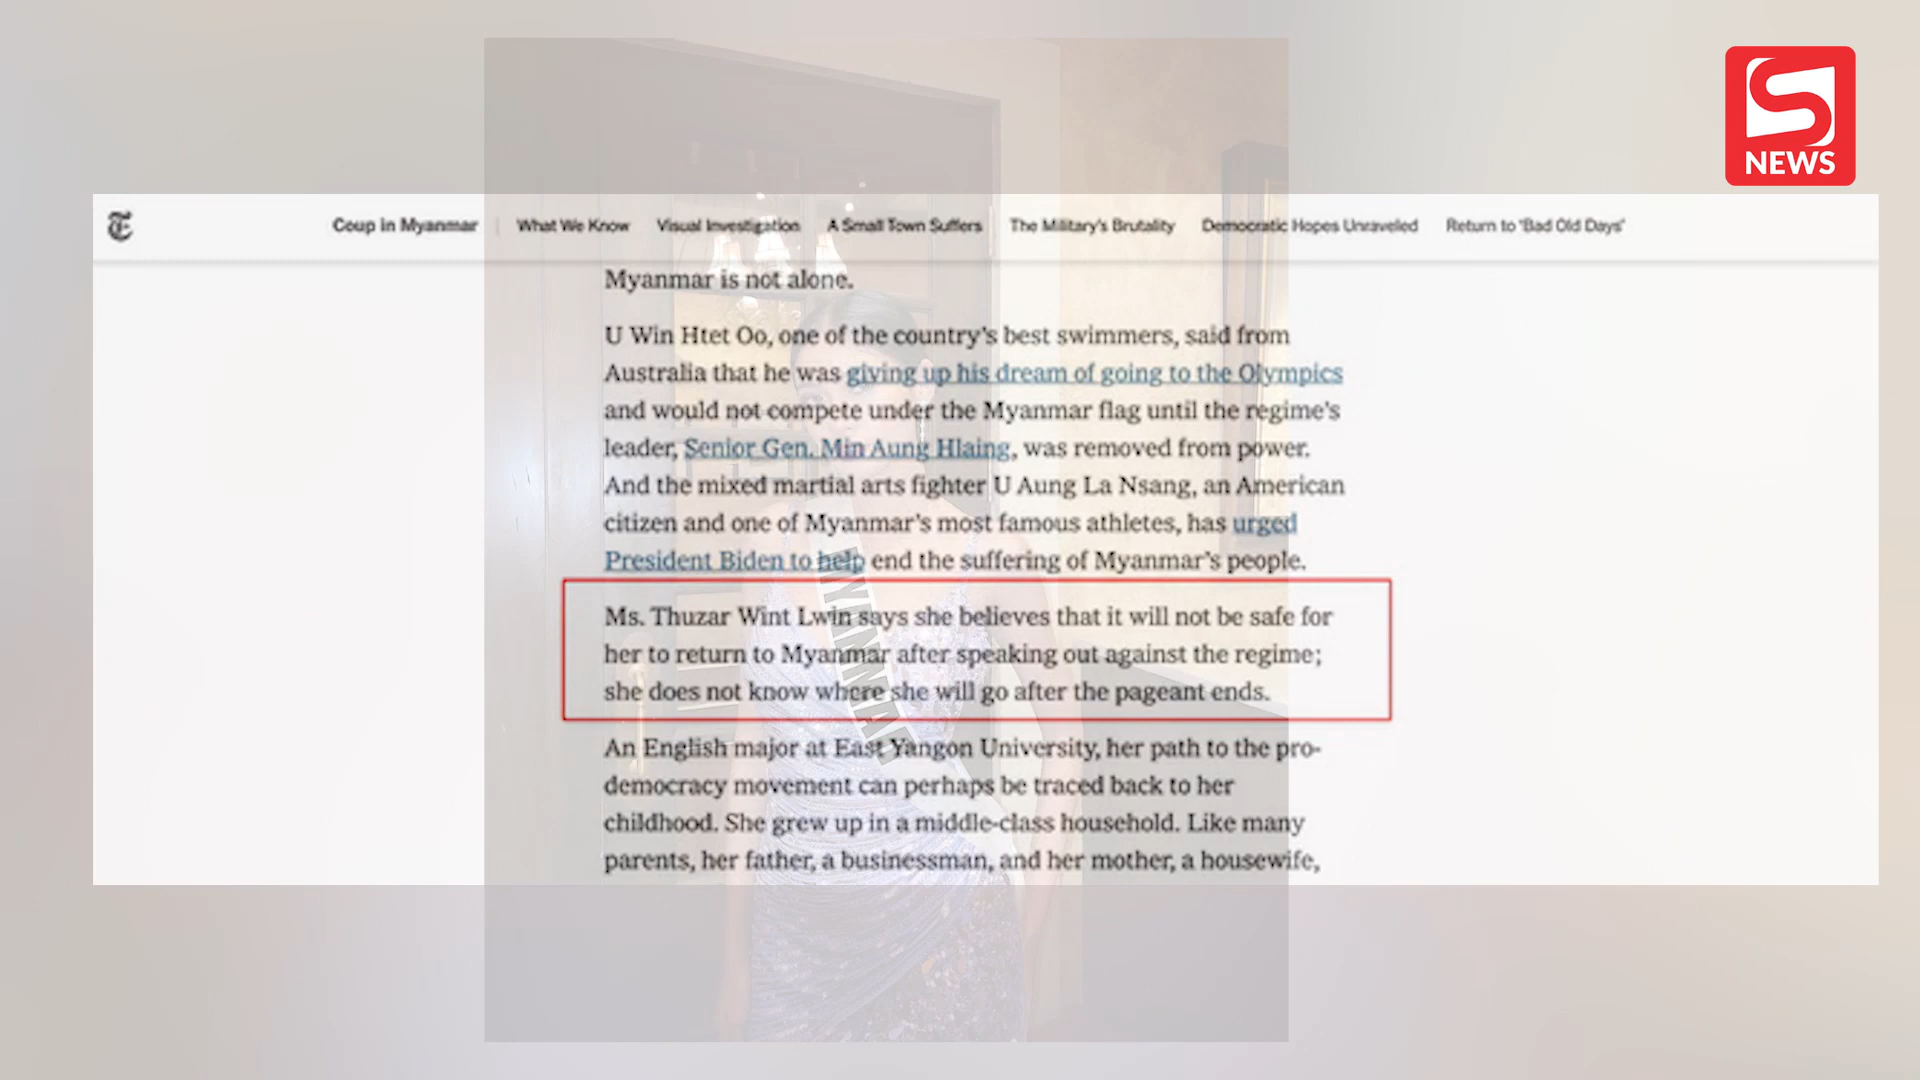 S
NEWS
T
Coup in Myanmar | What We Know Visual Investigation A Small Town Suffers The Military's Brutality Democratic Hopes Unraveled Return to 'Bad Old Days'
Myanmar is not alone.
U Win Htet Oo, one of the country's best swimmers, said from
Australia that he was giving up his dream of going to the Olympics
and would not compete under the Myanmar flag until the regime's
leader, Senior Gen. Min Aung Hlaing, was removed from power.
And the mixed martial arts fighter U Aung La Nsang, an American
citizen and one of Myanmar's most famous athletes, has urged
President Biden to help end the suffering of Myanmar's people.
Ms. Thuzar Wint Lwin says she believes that it will not be safe for
her to return to Myanmar after speaking out against the regime;
she does not know where she will go after the pageant ends.
An English major at East Yangon University, her path to the pro-
democracy movement can perhaps be traced back to her
childhood. She grew up in a middle-class household. Like many
parents, her father, a businessman, and her mother, a housewife,
MYANMAR